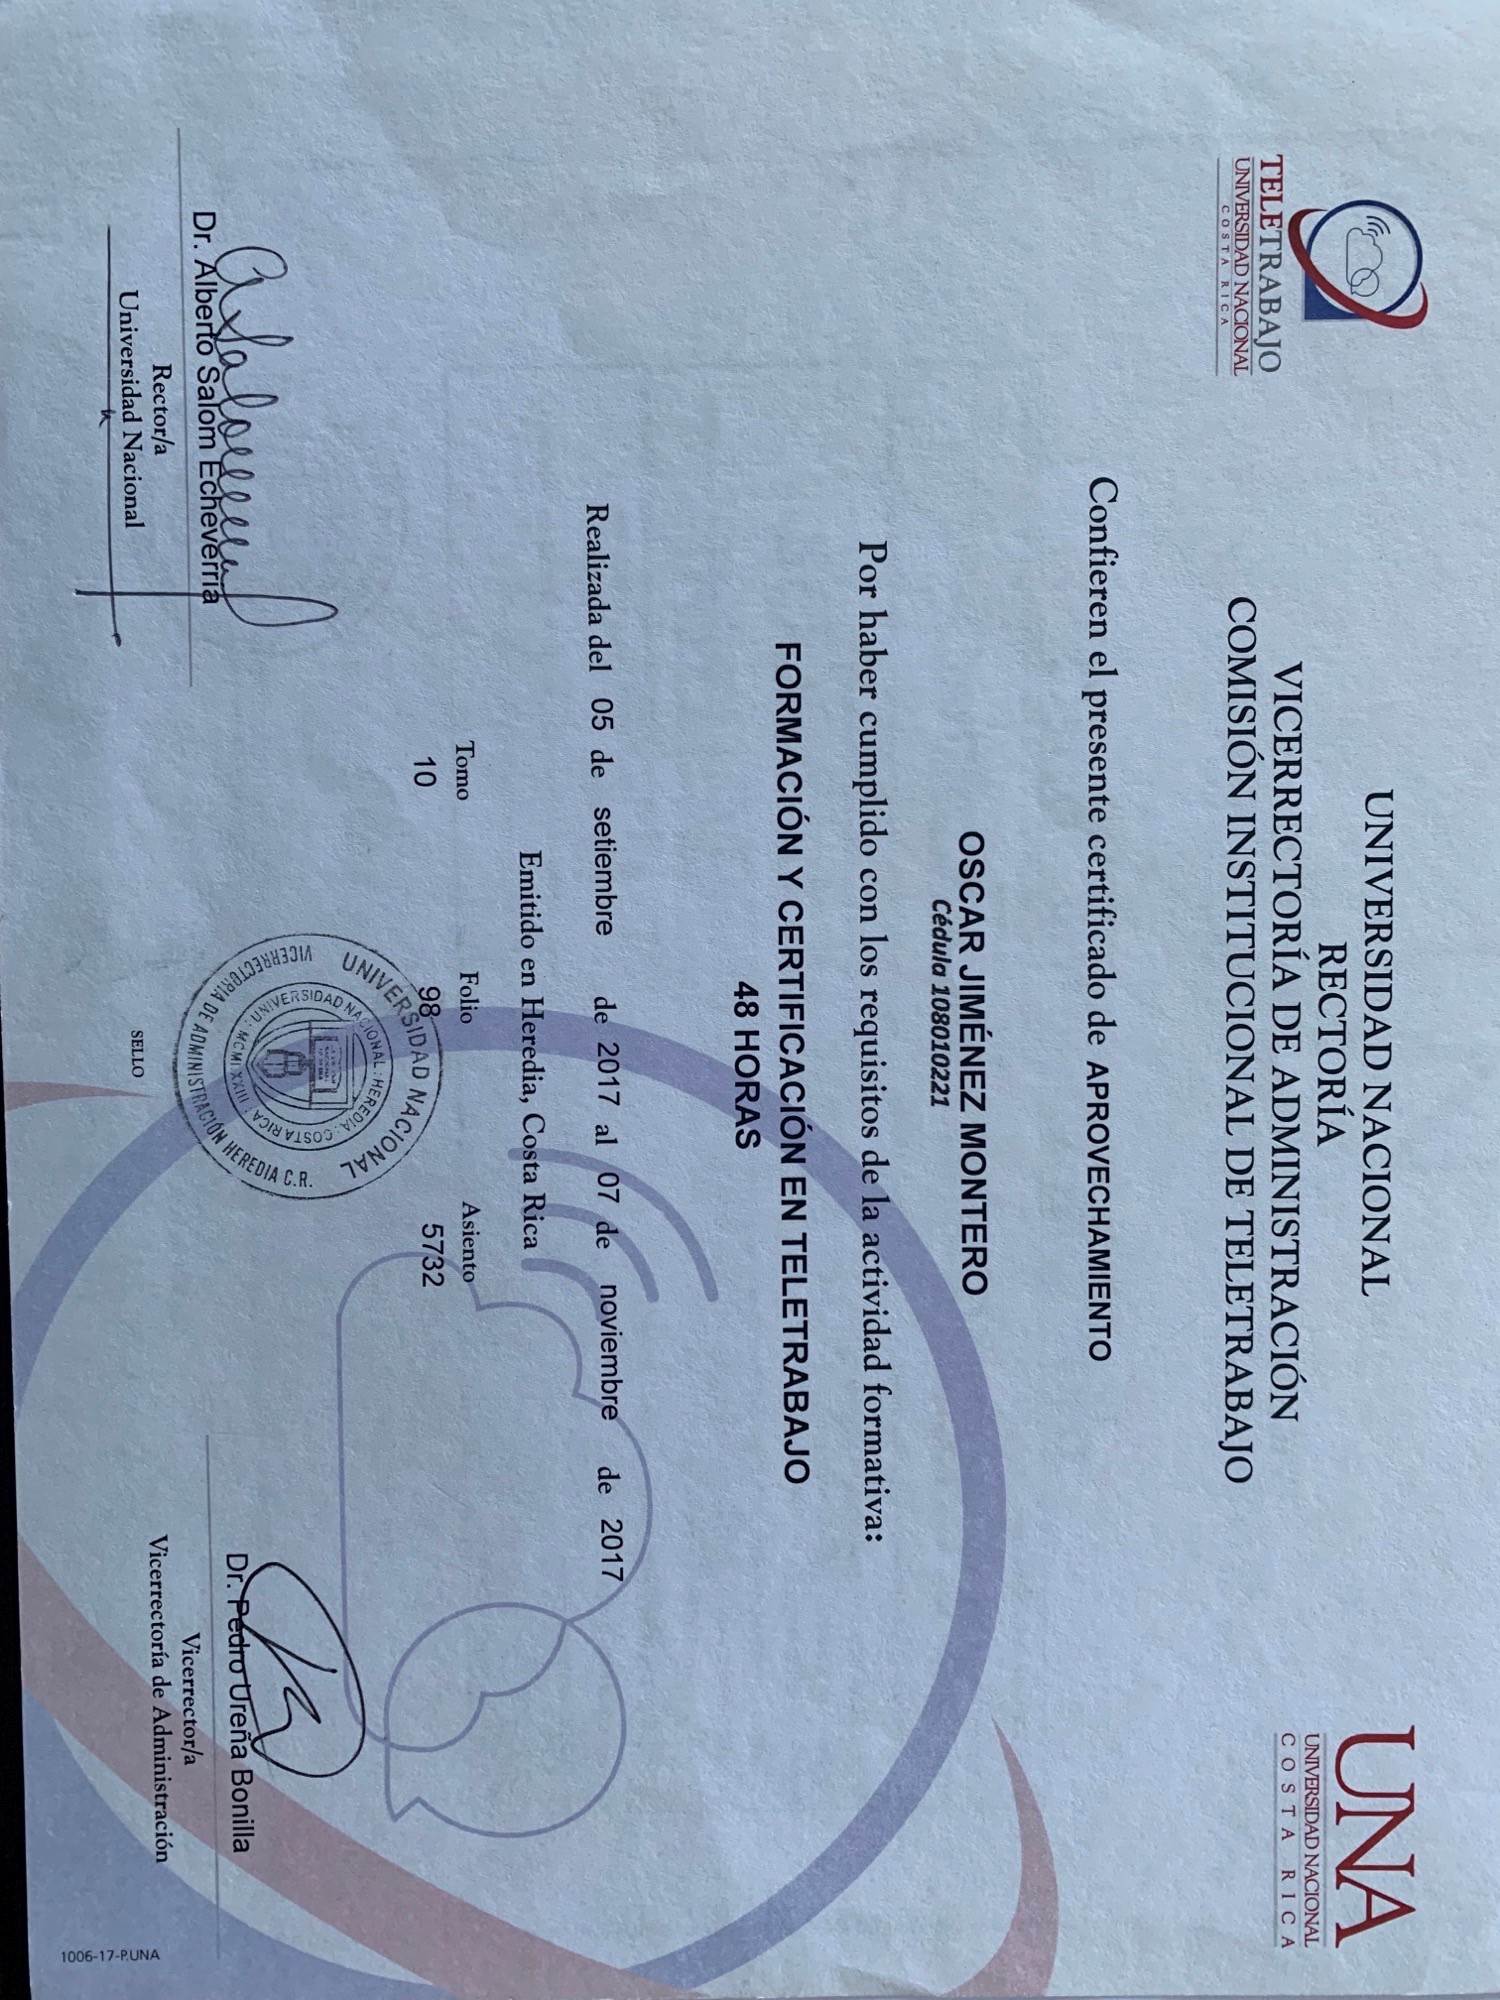 TELETRABAJO
UNIVERSIDAD NACIONAL
COSTA RICA
UNIVERSIDAD NACIONAL
RECTORÍA
VICERRECTORÍA DE ADMINISTRACIÓN
COMISIÓN INSTITUCIONAL DE TELETRABAJO
UNA
UNIVERSIDAD NACIONAL
COSTA RICA
Confieren el presente certificado de APROVECHAMIENTO
OSCAR JIMÉNEZ MONTERO
Cédula 108010221
Por haber cumplido con los requisitos de la actividad formativa:
FORMACIÓN Y CERTIFICACIÓN EN TELETRABAJO
48 HORAS
Realizada del 05 de setiembre de 2017 al 07 de noviembre de 2017
Emitido en Heredia, Costa Rica
Tomo Folio Asiento
10 98 5732
UNIVERSIDAD NACIONAL
VICERRECTORIA DE ADMINISTRACIÓN HEREDIA C.R.
UNIVERSIDAD NACIONAL : HEREDIA : COSTA RICA : MCMLXXIII :
SELLO
Dr. Alberto Salom Echeverría
Rector/a
Universidad Nacional
Dr. Pedro Ureña Bonilla
Vicerrector/a
Vicerrectoría de Administración
1006-17-P.UNA